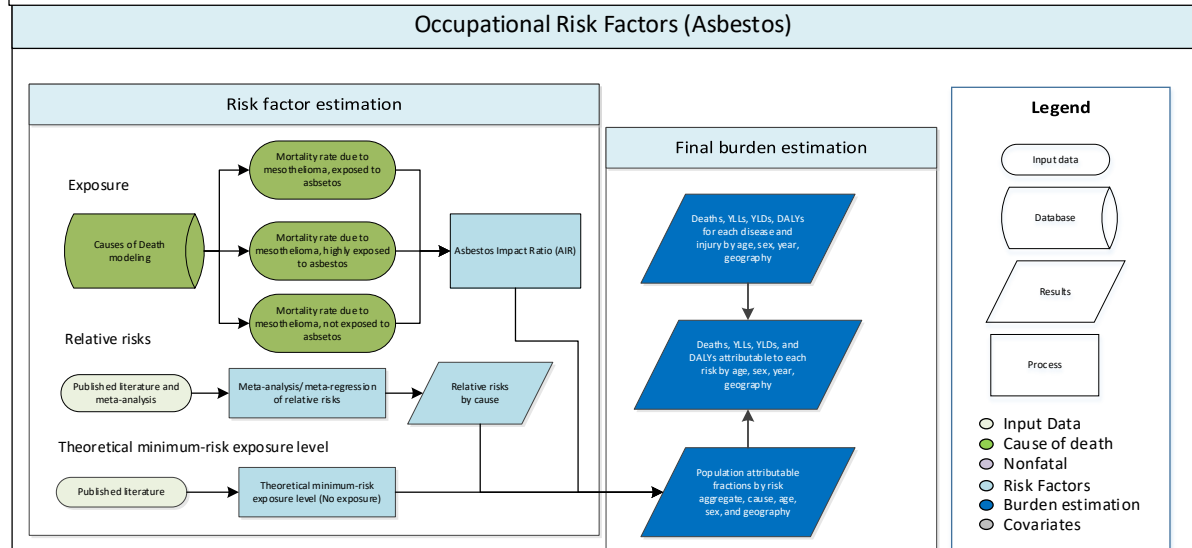 Occupational Risk Factors (Asbestos)
Risk factor estimation
Exposure
Causes of Death
modeling
Mortality rate due to
mesothelioma, exposed to
asbsetos
Mortality rate due to
mesothelioma, highly exposed
to asbestos
Mortality rate due to
mesothelioma, not exposed to
asbsetos
Asbestos Impact Ratio (AIR)
Relative risks
Published literature and
meta-analysis
Meta-analysis/meta-regression
of relative risks
Relative risks
by cause
Theoretical minimum-risk exposure level
Published literature
Theoretical minimum-risk
exposure level (No exposure)
Final burden estimation
Deaths, YLLs, YLDs, DALYs
for each disease and
injury by age, sex, year,
geography
Deaths, YLLs, YLDs, and
DALYs attributable to each
risk by age, sex, year,
geography
Population attributable
fractions by risk
aggregate, cause, age,
sex, and geography
Legend
Input data
Database
Results
Process
Input Data
Cause of death
Nonfatal
Risk Factors
Burden estimation
Covariates